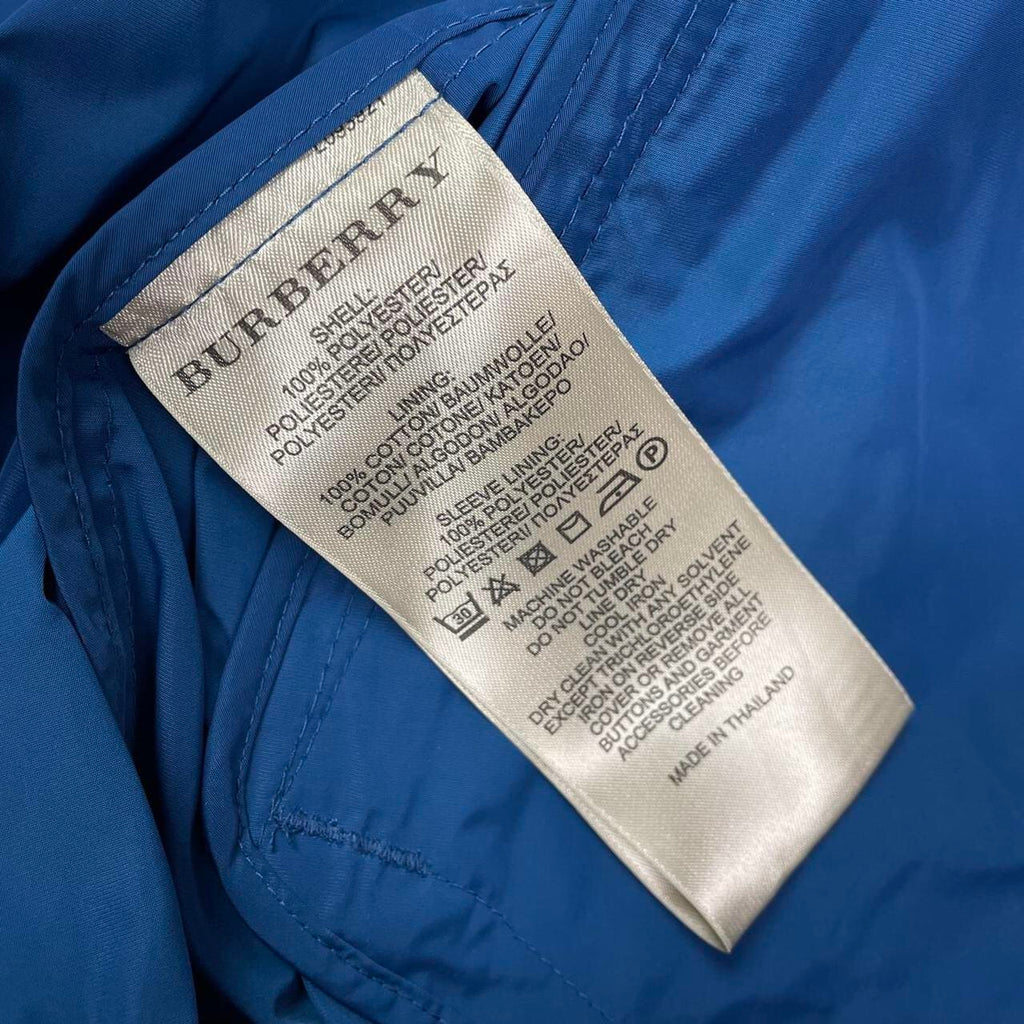 BURBERRY
SHELL-
100% POLYESTER/
POLIESTERE/ POLIESTER/
POLYESTERI/ ΠΟΛΥΕΣΤΕΡΑΣ
LINING-
100% COTTON/ BAUMWOLLE/
COTON/ COTONE/ KATOEN/
BOMULL/ ALGODON/ ALGODAO/
PUUVILLA/ ΒΑΜΒΑΚΕΡΟ
SLEEVE LINING-
100% POLYESTER/
POLIESTERE/ POLIESTER/
POLYESTERI/ ΠΟΛΥΕΣΤΕΡΑΣ
30 P
MACHINE WASHABLE
DO NOT BLEACH
DO NOT TUMBLE DRY
COOL IRON
LINE DRY
DRY CLEAN WITH ANY SOLVENT
EXCEPT TRICHLOROETHYLENE
IRON ON REVERSE SIDE
COVER OR REMOVE ALL
BUTTONS AND GARMENT
ACCESSORIES BEFORE
CLEANING
MADE IN THAILAND